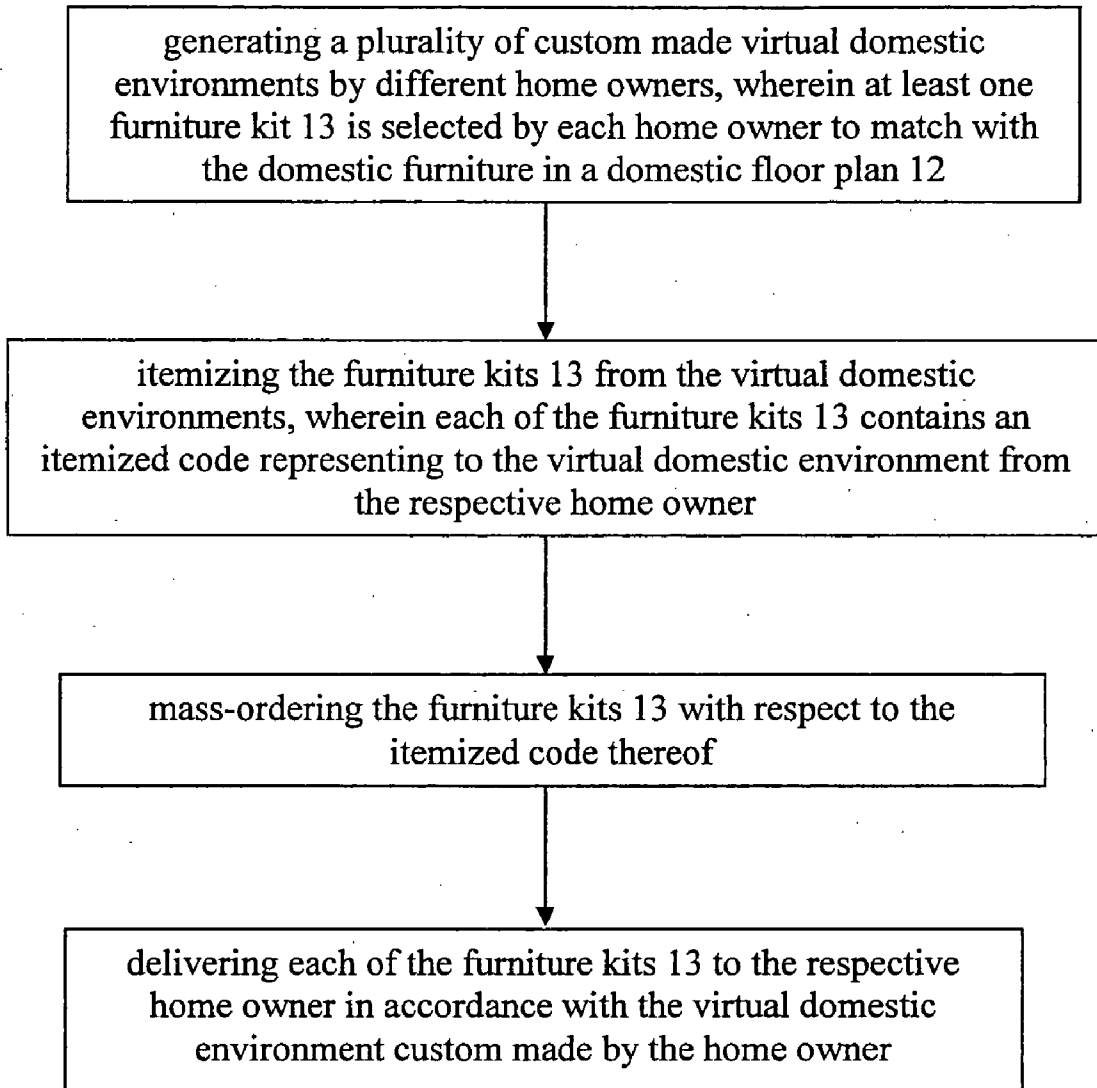 generating a plurality of custom made virtual domestic
environments by different home owners, wherein at least one
furniture kit 13 is selected by each home owner to match with
the domestic furniture in a domestic floor plan 12
itemizing the furniture kits 13 from the virtual domestic
environments, wherein each of the furniture kits 13 contains an
itemized code representing to the virtual domestic environment from
the respective home owner
mass-ordering the furniture kits 13 with respect to the
itemized code thereof
delivering each of the furniture kits 13 to the respective
home owner in accordance with the virtual domestic
environment custom made by the home owner